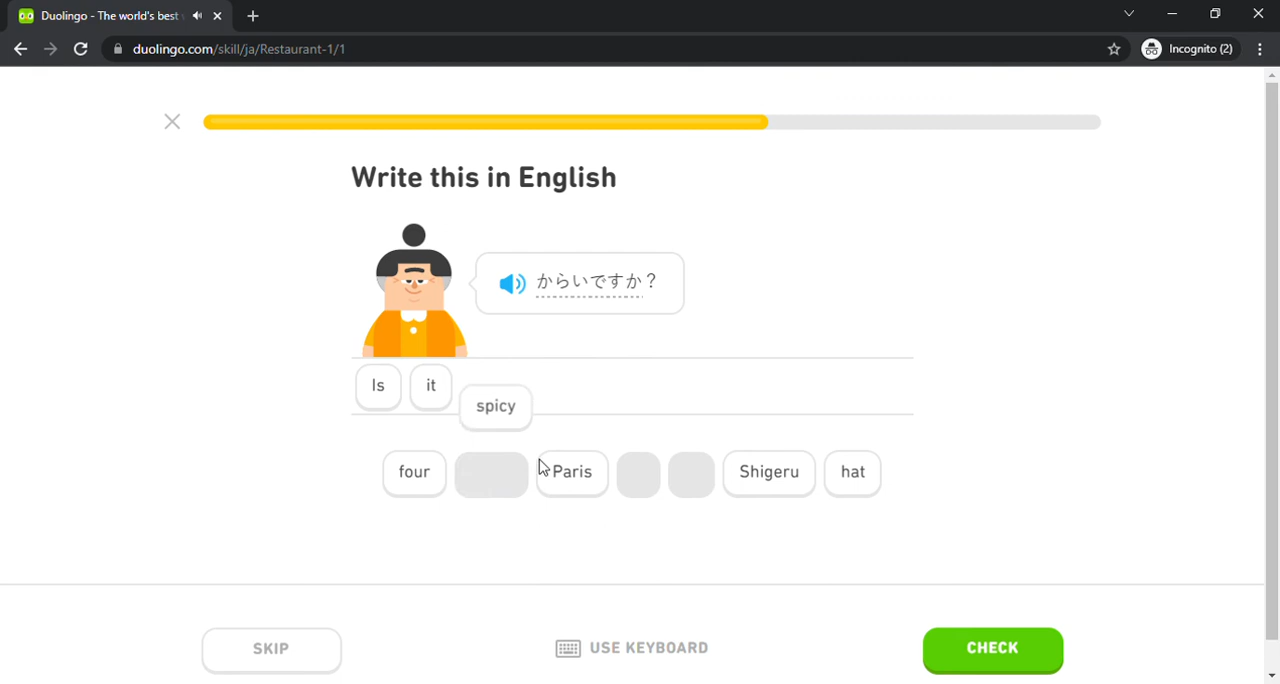 Duolingo - The world's best
duolingo.com/skill/ja/Restaurant-1/1
Incognito (2)
Write this in English
からいですか？
Is it
spicy
four Paris Shigeru hat
SKIP USE KEYBOARD CHECK